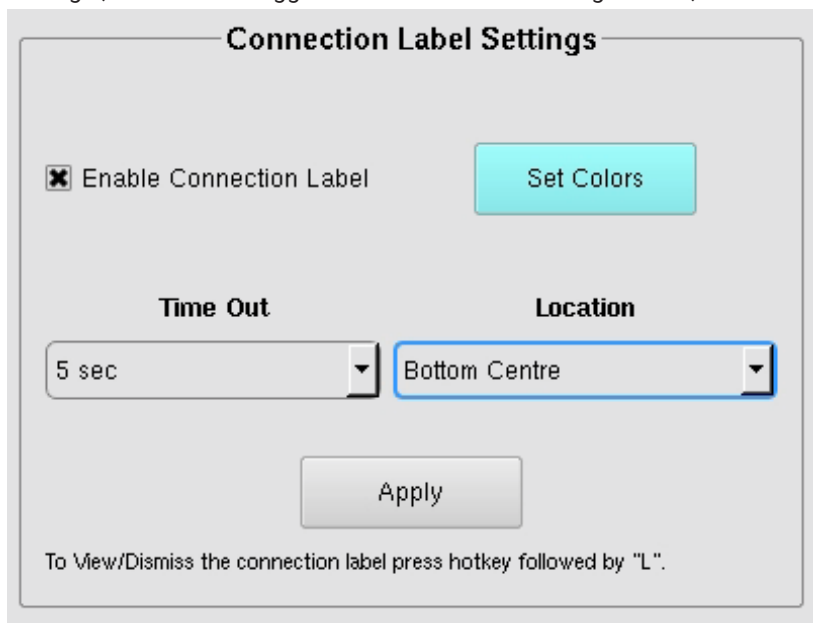 Connection Label Settings
Enable Connection Label
Set Colors
Time Out
Location
5 sec
Bottom Centre
Apply
To View/Dismiss the connection label press hotkey followed by "L".